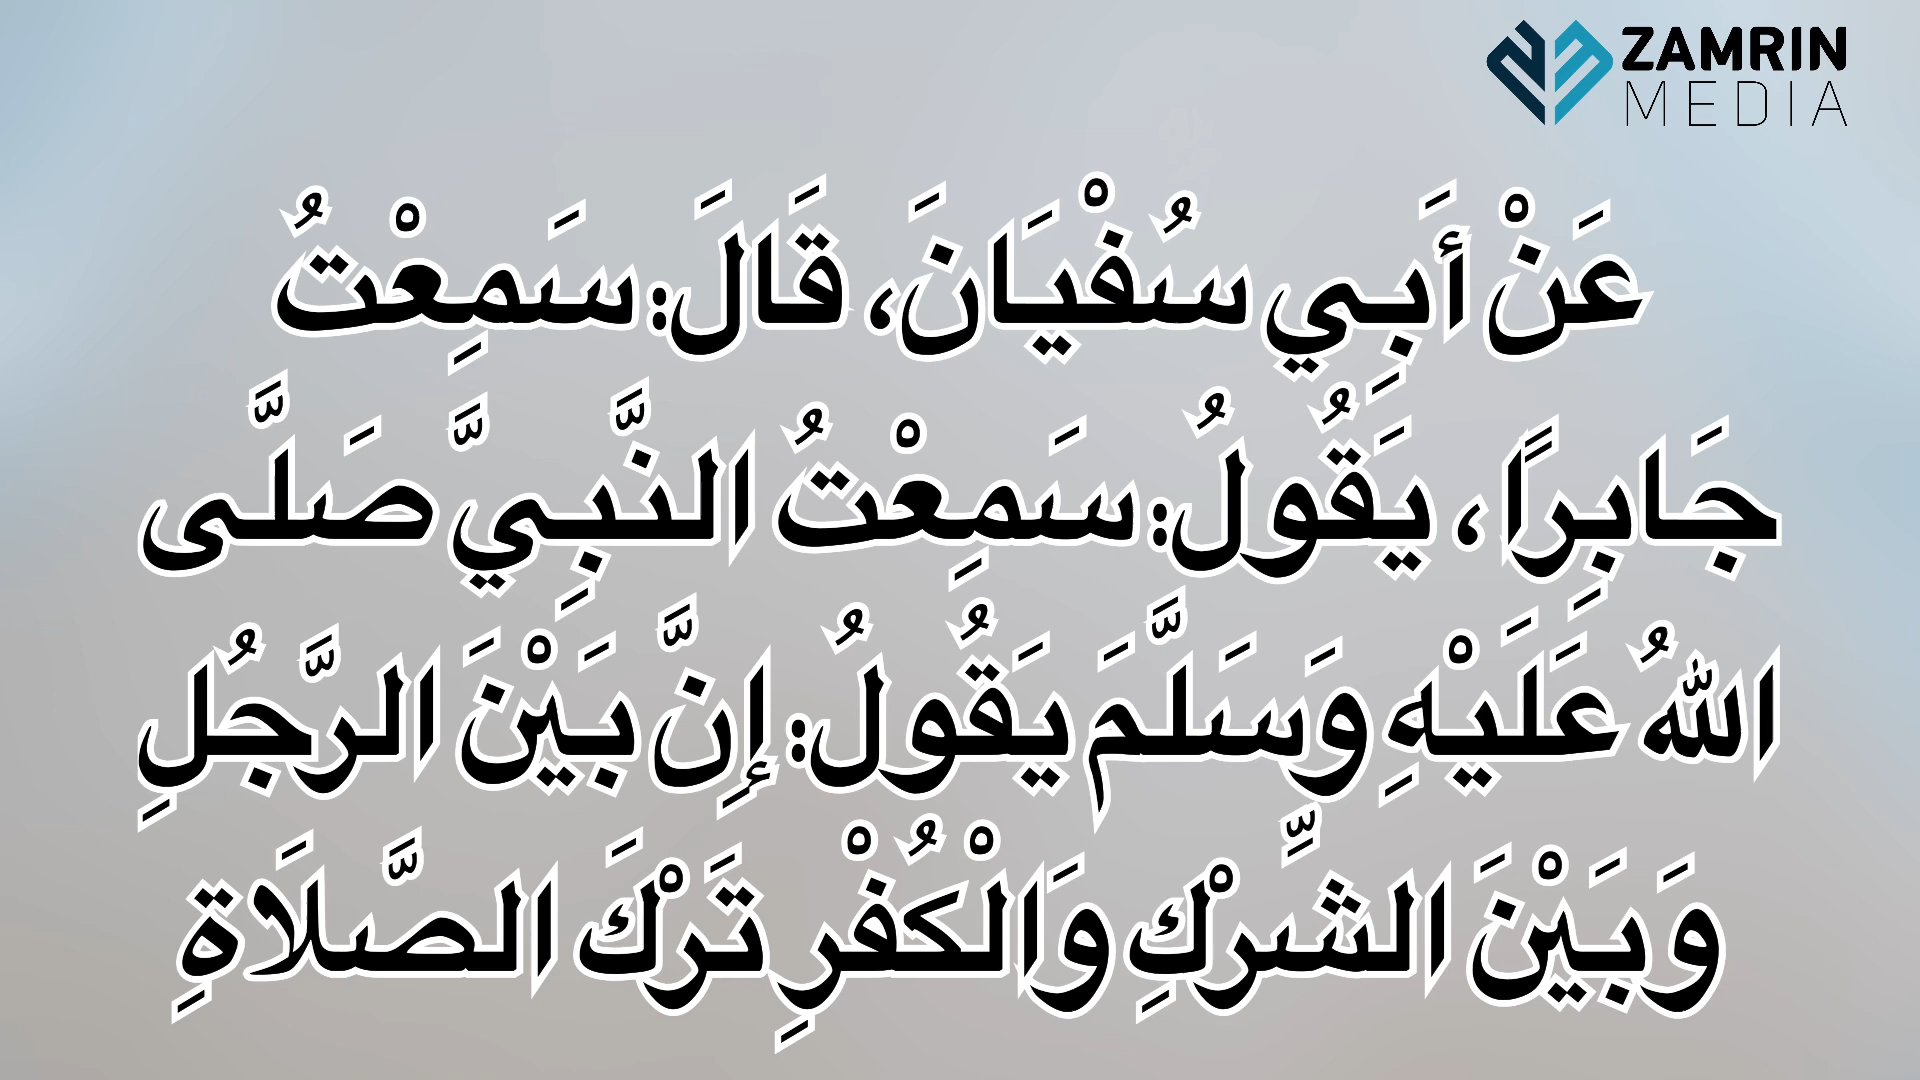 ZAMRIN
MEDIA
عَنْ أَبِي سُفْيَانَ، قَالَ: سَمِعْتُ
جَابِرًا، يَقُولُ: سَمِعْتُ النَّبِيَّ صَلَّى
اللهُ عَلَيْهِ وَسَلَّمَ يَقُولُ: إِنَّ بَيْنَ الرَّجُلِ
وَبَيْنَ الشِّرْكِ وَالْكُفْرِ تَرْكَ الصَّلَاةِ